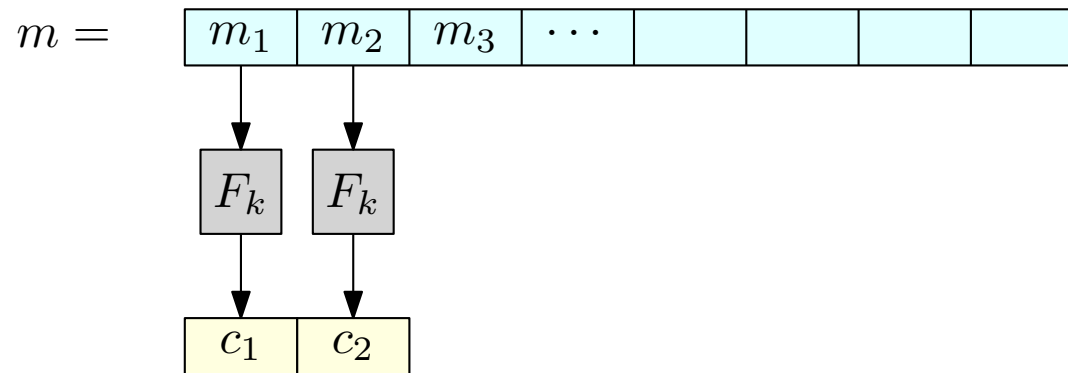 m = m₁ m₂ m₃ ⋯
Fₖ Fₖ
c₁ c₂